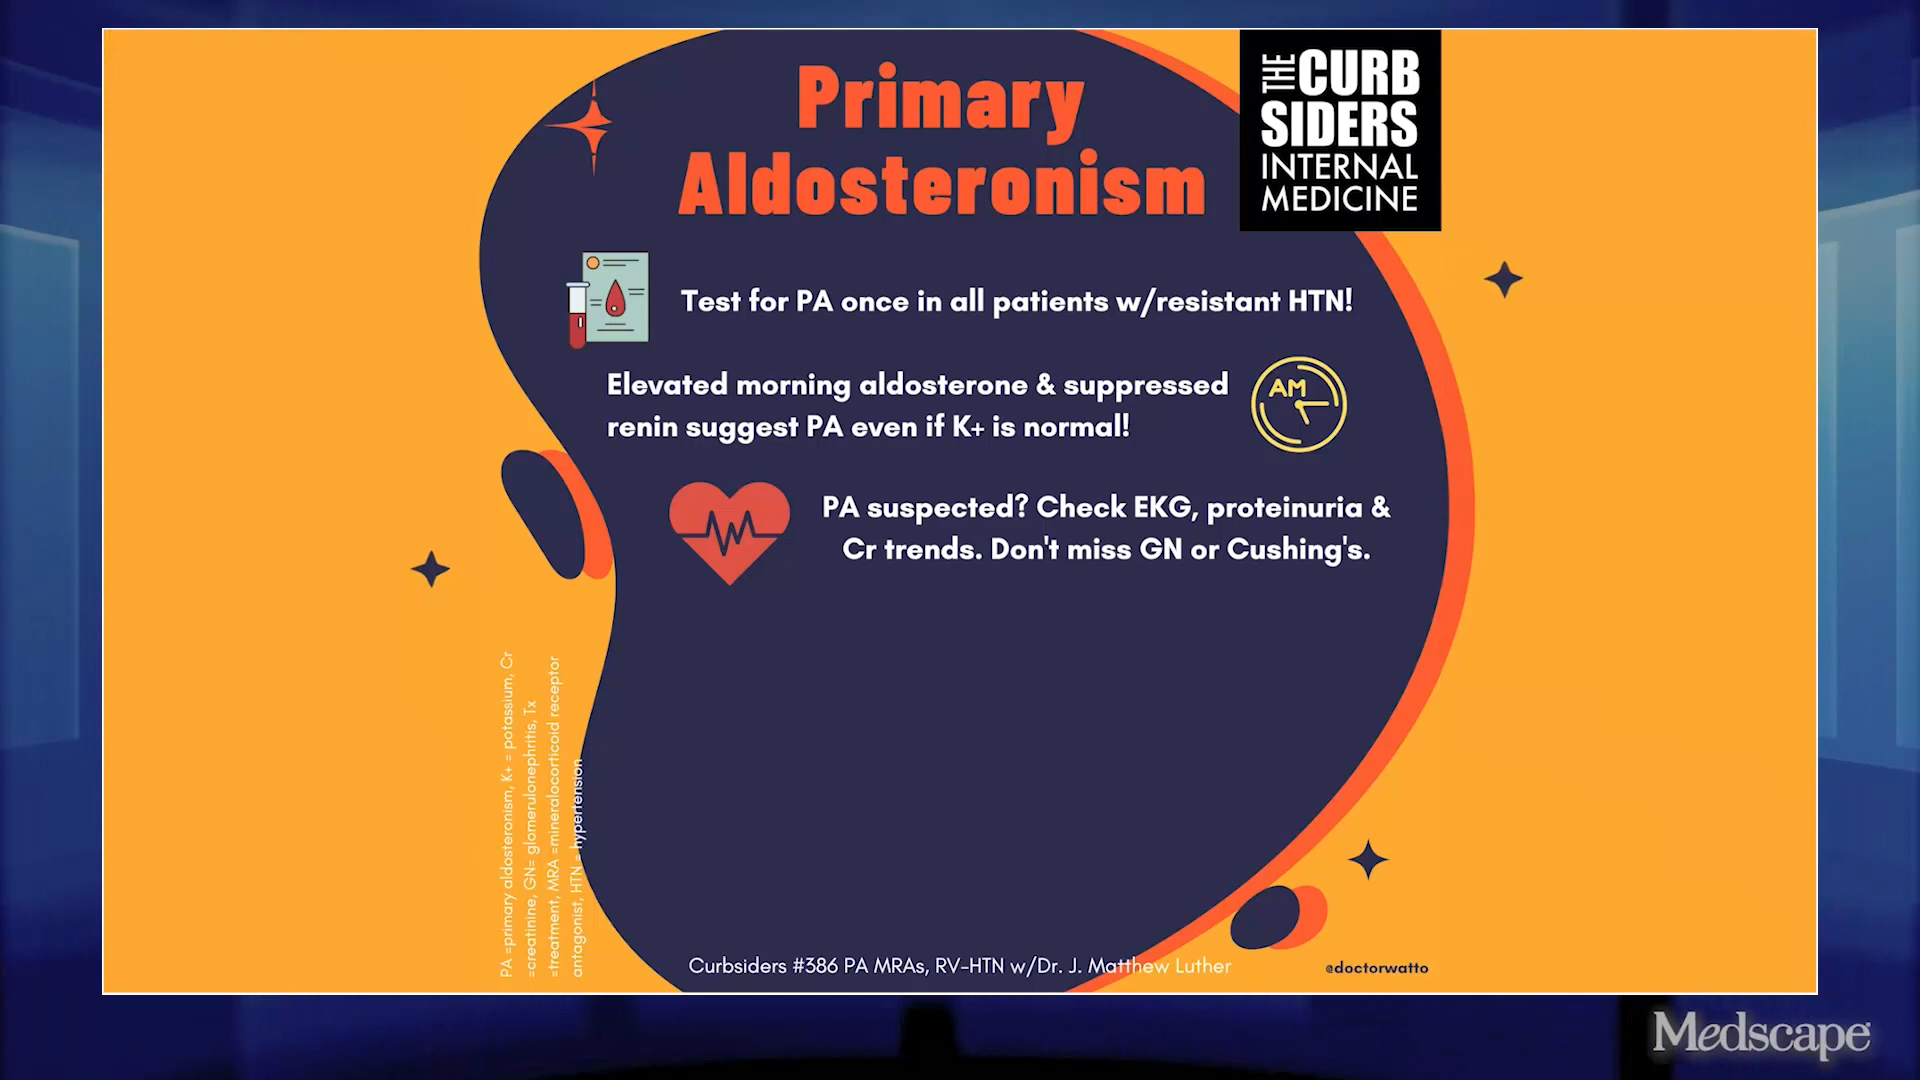 Primary
Aldosteronism
THE CURB
SIDERS
INTERNAL
MEDICINE
Test for PA once in all patients w/resistant HTN!
Elevated morning aldosterone & suppressed
renin suggest PA even if K+ is normal!
AM
PA suspected? Check EKG, proteinuria &
Cr trends. Don't miss GN or Cushing's.
PA =primary aldosteronism, K+ = potassium, Cr
=creatinine, GN= glomerulonephritis, Tx
=treatment, MRA =mineralocorticoid receptor
antagonist, HTN = hypertension
Curbsiders #386 PA MRAs, RV-HTN w/Dr. J. Matthew Luther
@doctorwatto
Medscape